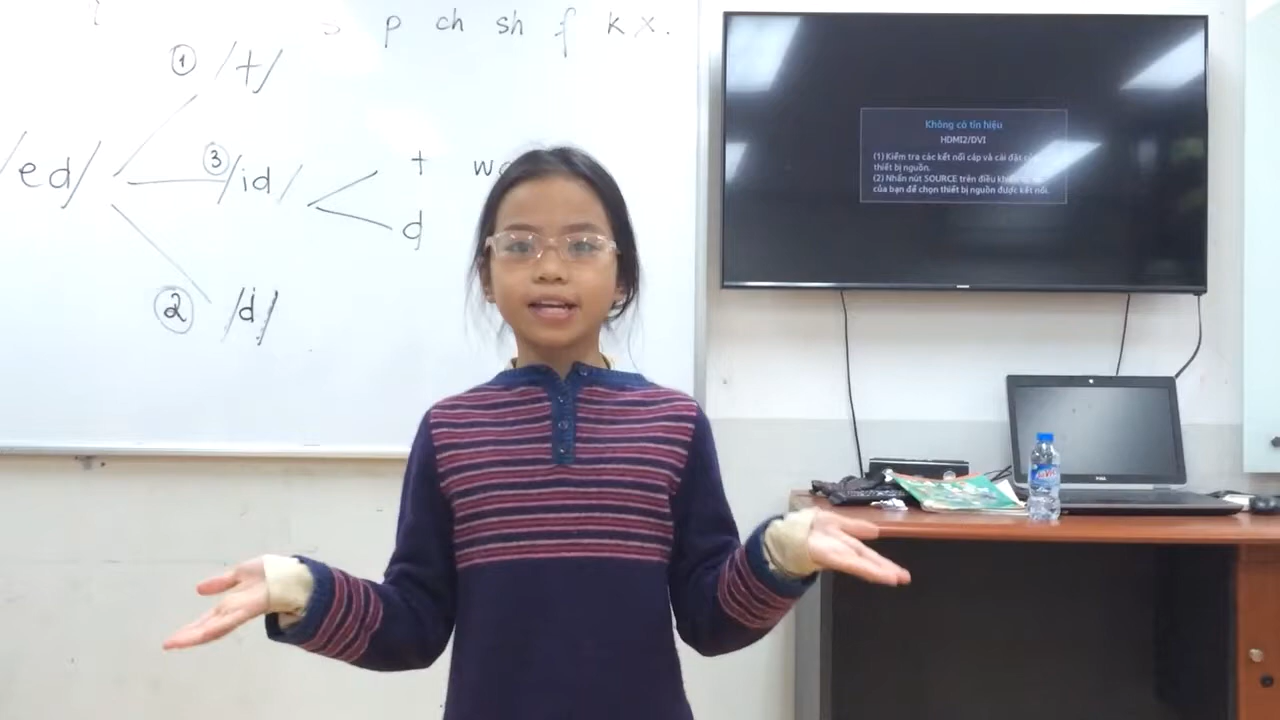 s p ch sh f k x.
① /t/
/ed/ ③ /id/ t
d
② /d/
Không có tín hiệu
HDMI2/DVI
(1) Kiểm tra các kết nối cáp và cài đặt
thiết bị nguồn.
(2) Nhấn nút SOURCE trên điều
của bạn để chọn thiết bị nguồn được kết nối.